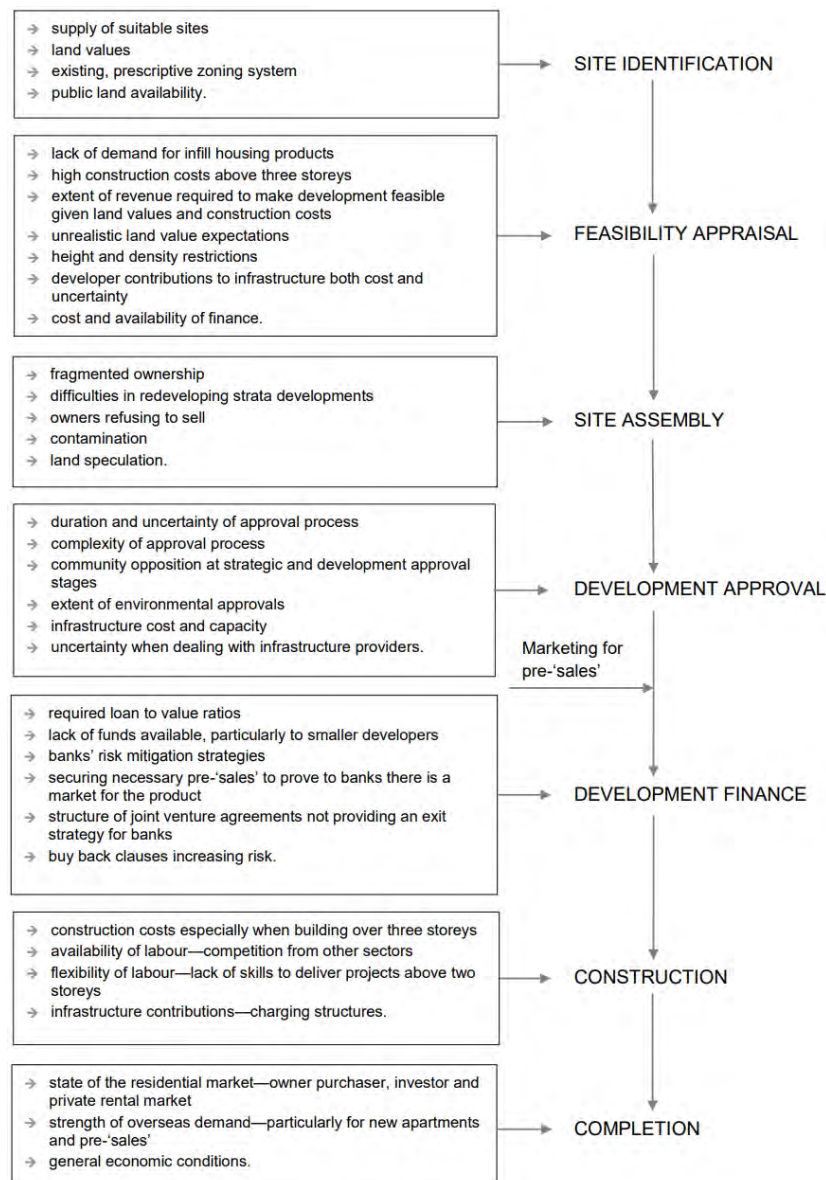 → supply of suitable sites
→ land values
→ existing, prescriptive zoning system
→ public land availability.
SITE IDENTIFICATION
→ lack of demand for infill housing products
→ high construction costs above three storeys
→ extent of revenue required to make development feasible
given land values and construction costs
→ unrealistic land value expectations
→ height and density restrictions
→ developer contributions to infrastructure both cost and
uncertainty
→ cost and availability of finance.
FEASIBILITY APPRAISAL
→ fragmented ownership
→ difficulties in redeveloping strata developments
→ owners refusing to sell
→ contamination
→ land speculation.
SITE ASSEMBLY
→ duration and uncertainty of approval process
→ complexity of approval process
→ community opposition at strategic and development approval
stages
→ extent of environmental approvals
→ infrastructure cost and capacity
→ uncertainty when dealing with infrastructure providers.
DEVELOPMENT APPROVAL
Marketing for
pre-‘sales’
→ required loan to value ratios
→ lack of funds available, particularly to smaller developers
→ banks’ risk mitigation strategies
→ securing necessary pre-‘sales’ to prove to banks there is a
market for the product
→ structure of joint venture agreements not providing an exit
strategy for banks
→ buy back clauses increasing risk.
DEVELOPMENT FINANCE
→ construction costs especially when building over three storeys
→ availability of labour—competition from other sectors
→ flexibility of labour—lack of skills to deliver projects above two
storeys
→ infrastructure contributions—charging structures.
CONSTRUCTION
→ state of the residential market—owner purchaser, investor and
private rental market
→ strength of overseas demand—particularly for new apartments
and pre-‘sales’
→ general economic conditions.
COMPLETION